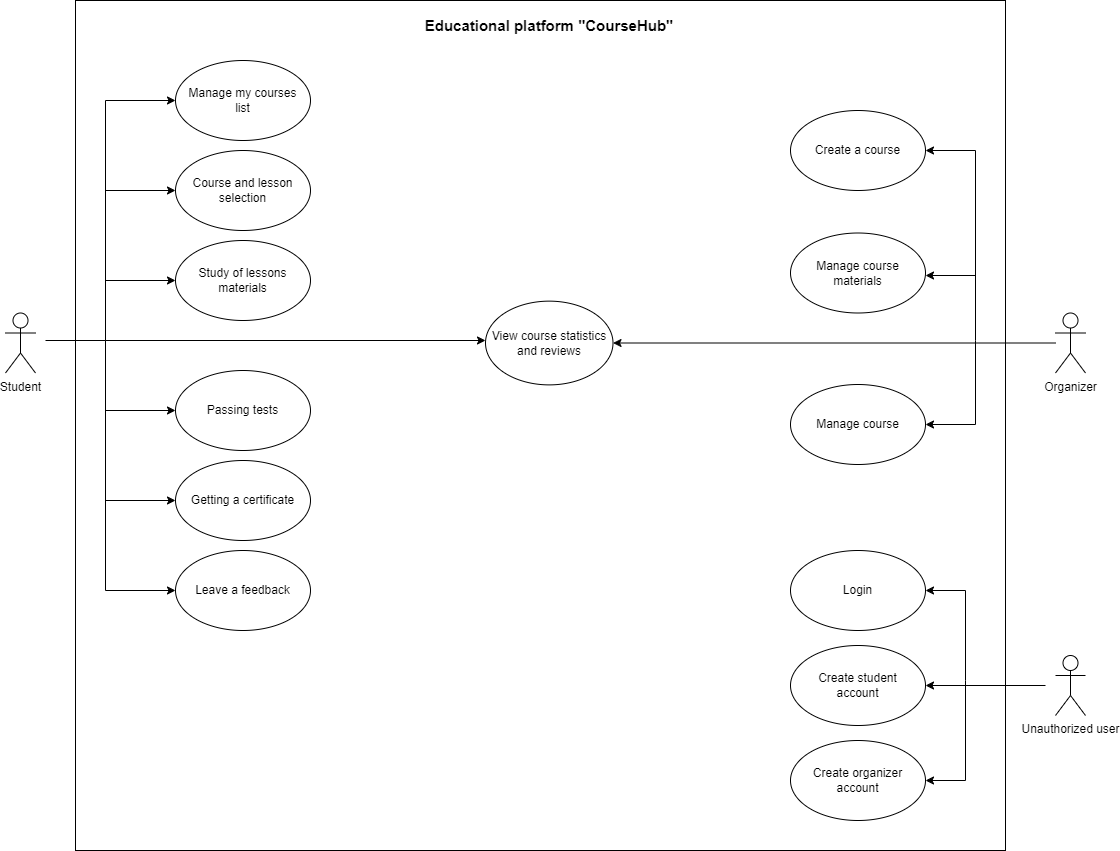 Educational platform "CourseHub"
Manage my courses
list
Course and lesson
selection
Study of lessons
materials
Student
Passing tests
Getting a certificate
Leave a feedback
View course statistics
and reviews
Create a course
Manage course
materials
Manage course
Organizer
Login
Create student
account
Create organizer
account
Unauthorized user